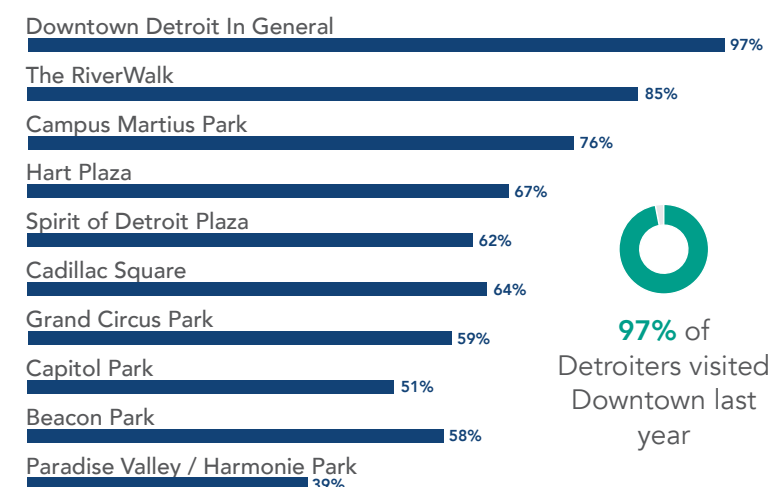 Downtown Detroit In General
97%
The RiverWalk
85%
Campus Martius Park
76%
Hart Plaza
67%
Spirit of Detroit Plaza
62%
Cadillac Square
64%
Grand Circus Park
59%
Capitol Park
51%
Beacon Park
58%
Paradise Valley / Harmonie Park
39%
97% of
Detroiters visited
Downtown last
year